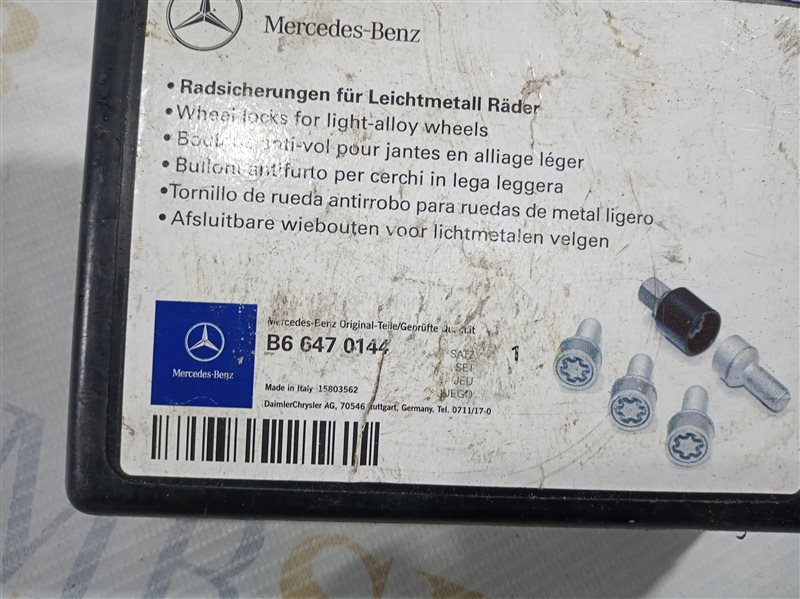 Mercedes-Benz
• Radsicherungen für Leichtmetall Räder
• Wheel locks for light-alloy wheels
• Boulons anti-vol pour jantes en alliage léger
• Bulloni antifurto per cerchi in lega leggera
• Tornillo de rueda antirrobo para ruedas de metal ligero
• Afsluitbare wiebouten voor lichtmetalen velgen
Mercedes-Benz Original-Teile/Geprüfte
B6 647 0144
SATZ 1
SET
JEU
JUEGO
Made in Italy 15803562
DaimlerChrysler AG, 70546 Stuttgart, Germany. Tel. 0711/17-0
Mercedes-Benz